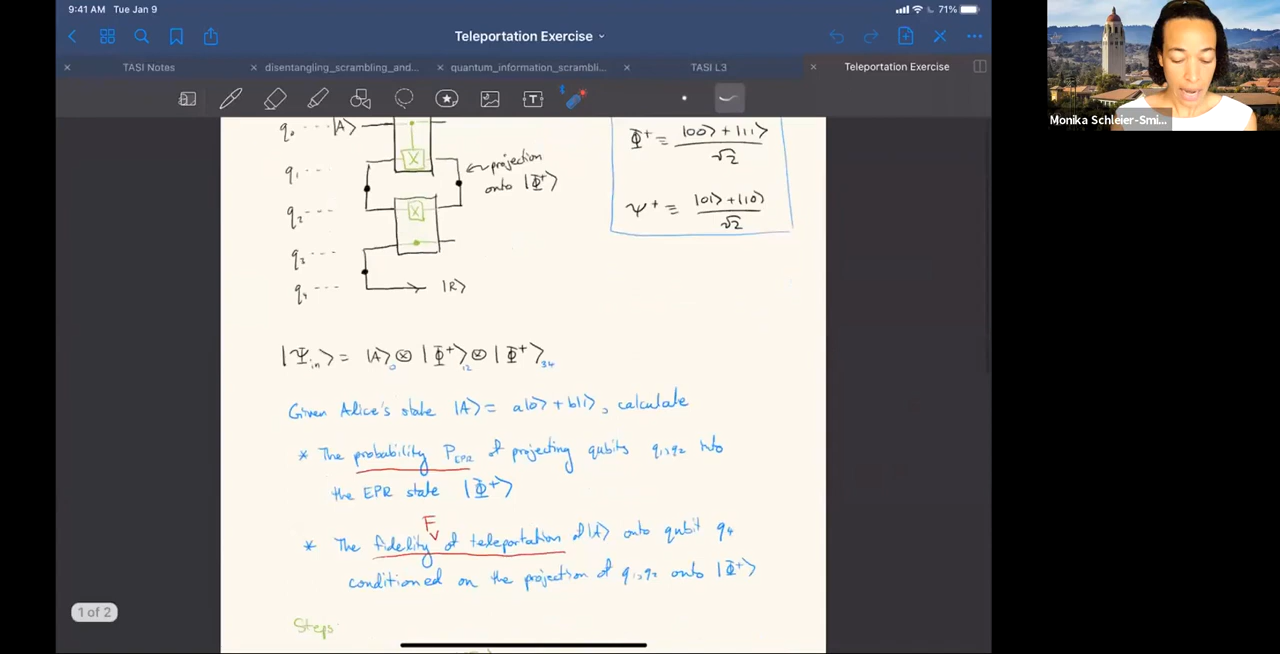 9:41 AM Tue Jan 9
71%
Teleportation Exercise
TASI Notes
disentangling_scrambling_and...
quantum_information_scrambli...
TASI L3
Teleportation Exercise
Monika Schleier-Smi...
q₀ --- |A>
X
q₁ ---
projection
onto |Φ⁺>
q₂ ---
X
q₃ ---
q₄ --- |R>
Φ⁺ ≡ |00> + |11> / √2
Ψ⁺ ≡ |01> + |10> / √2
|Ψ_in> = |A>₀ ⊗ |Φ⁺>₁₂ ⊗ |Φ⁺>₃₄
Given Alice's state |A> = a|0> + b|1>, calculate
* The probability P_EPR of projecting qubits q₁,q₂ into
the EPR state |Φ⁺>
F
* The fidelity of teleportation of |A> onto qubit q₄
conditioned on the projection of q₁,q₂ onto |Φ⁺>
1 of 2
Steps: